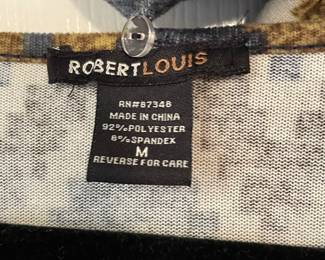 ROBERTLOUIS
RN#87348
MADE IN CHINA
92%POLYESTER
8%SPANDEX
M
REVERSE FOR CARE